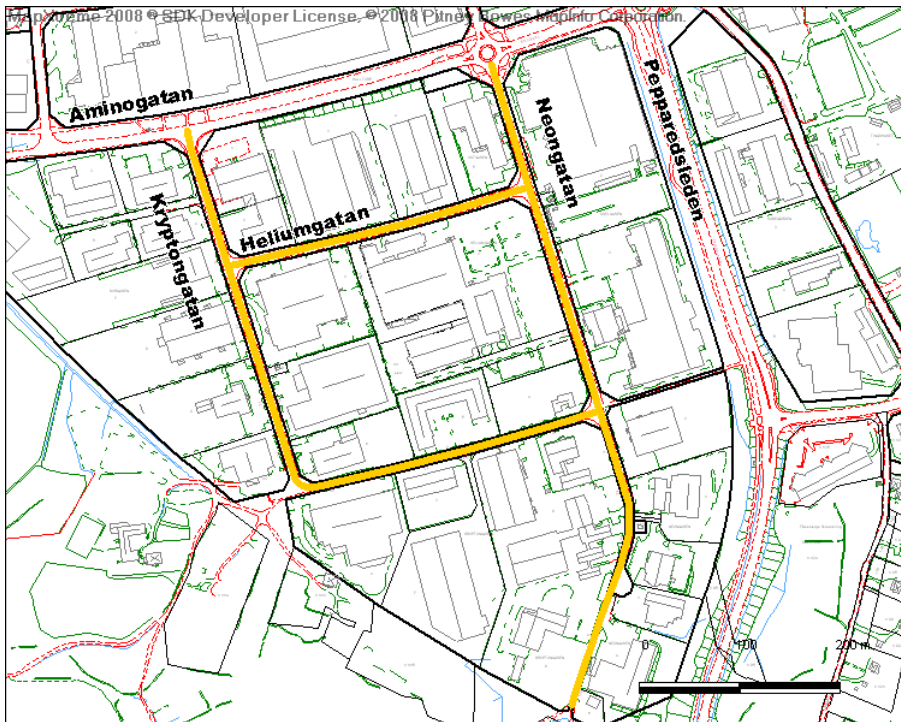 MapXtreme 2008 ® SDK Developer License, © 2008 Pitney Bowes MapInfo Corporation.
Aminogatan
Neongatan
Pepparedsleden
Kryptongatan
Heliumgatan
0 100 200 m